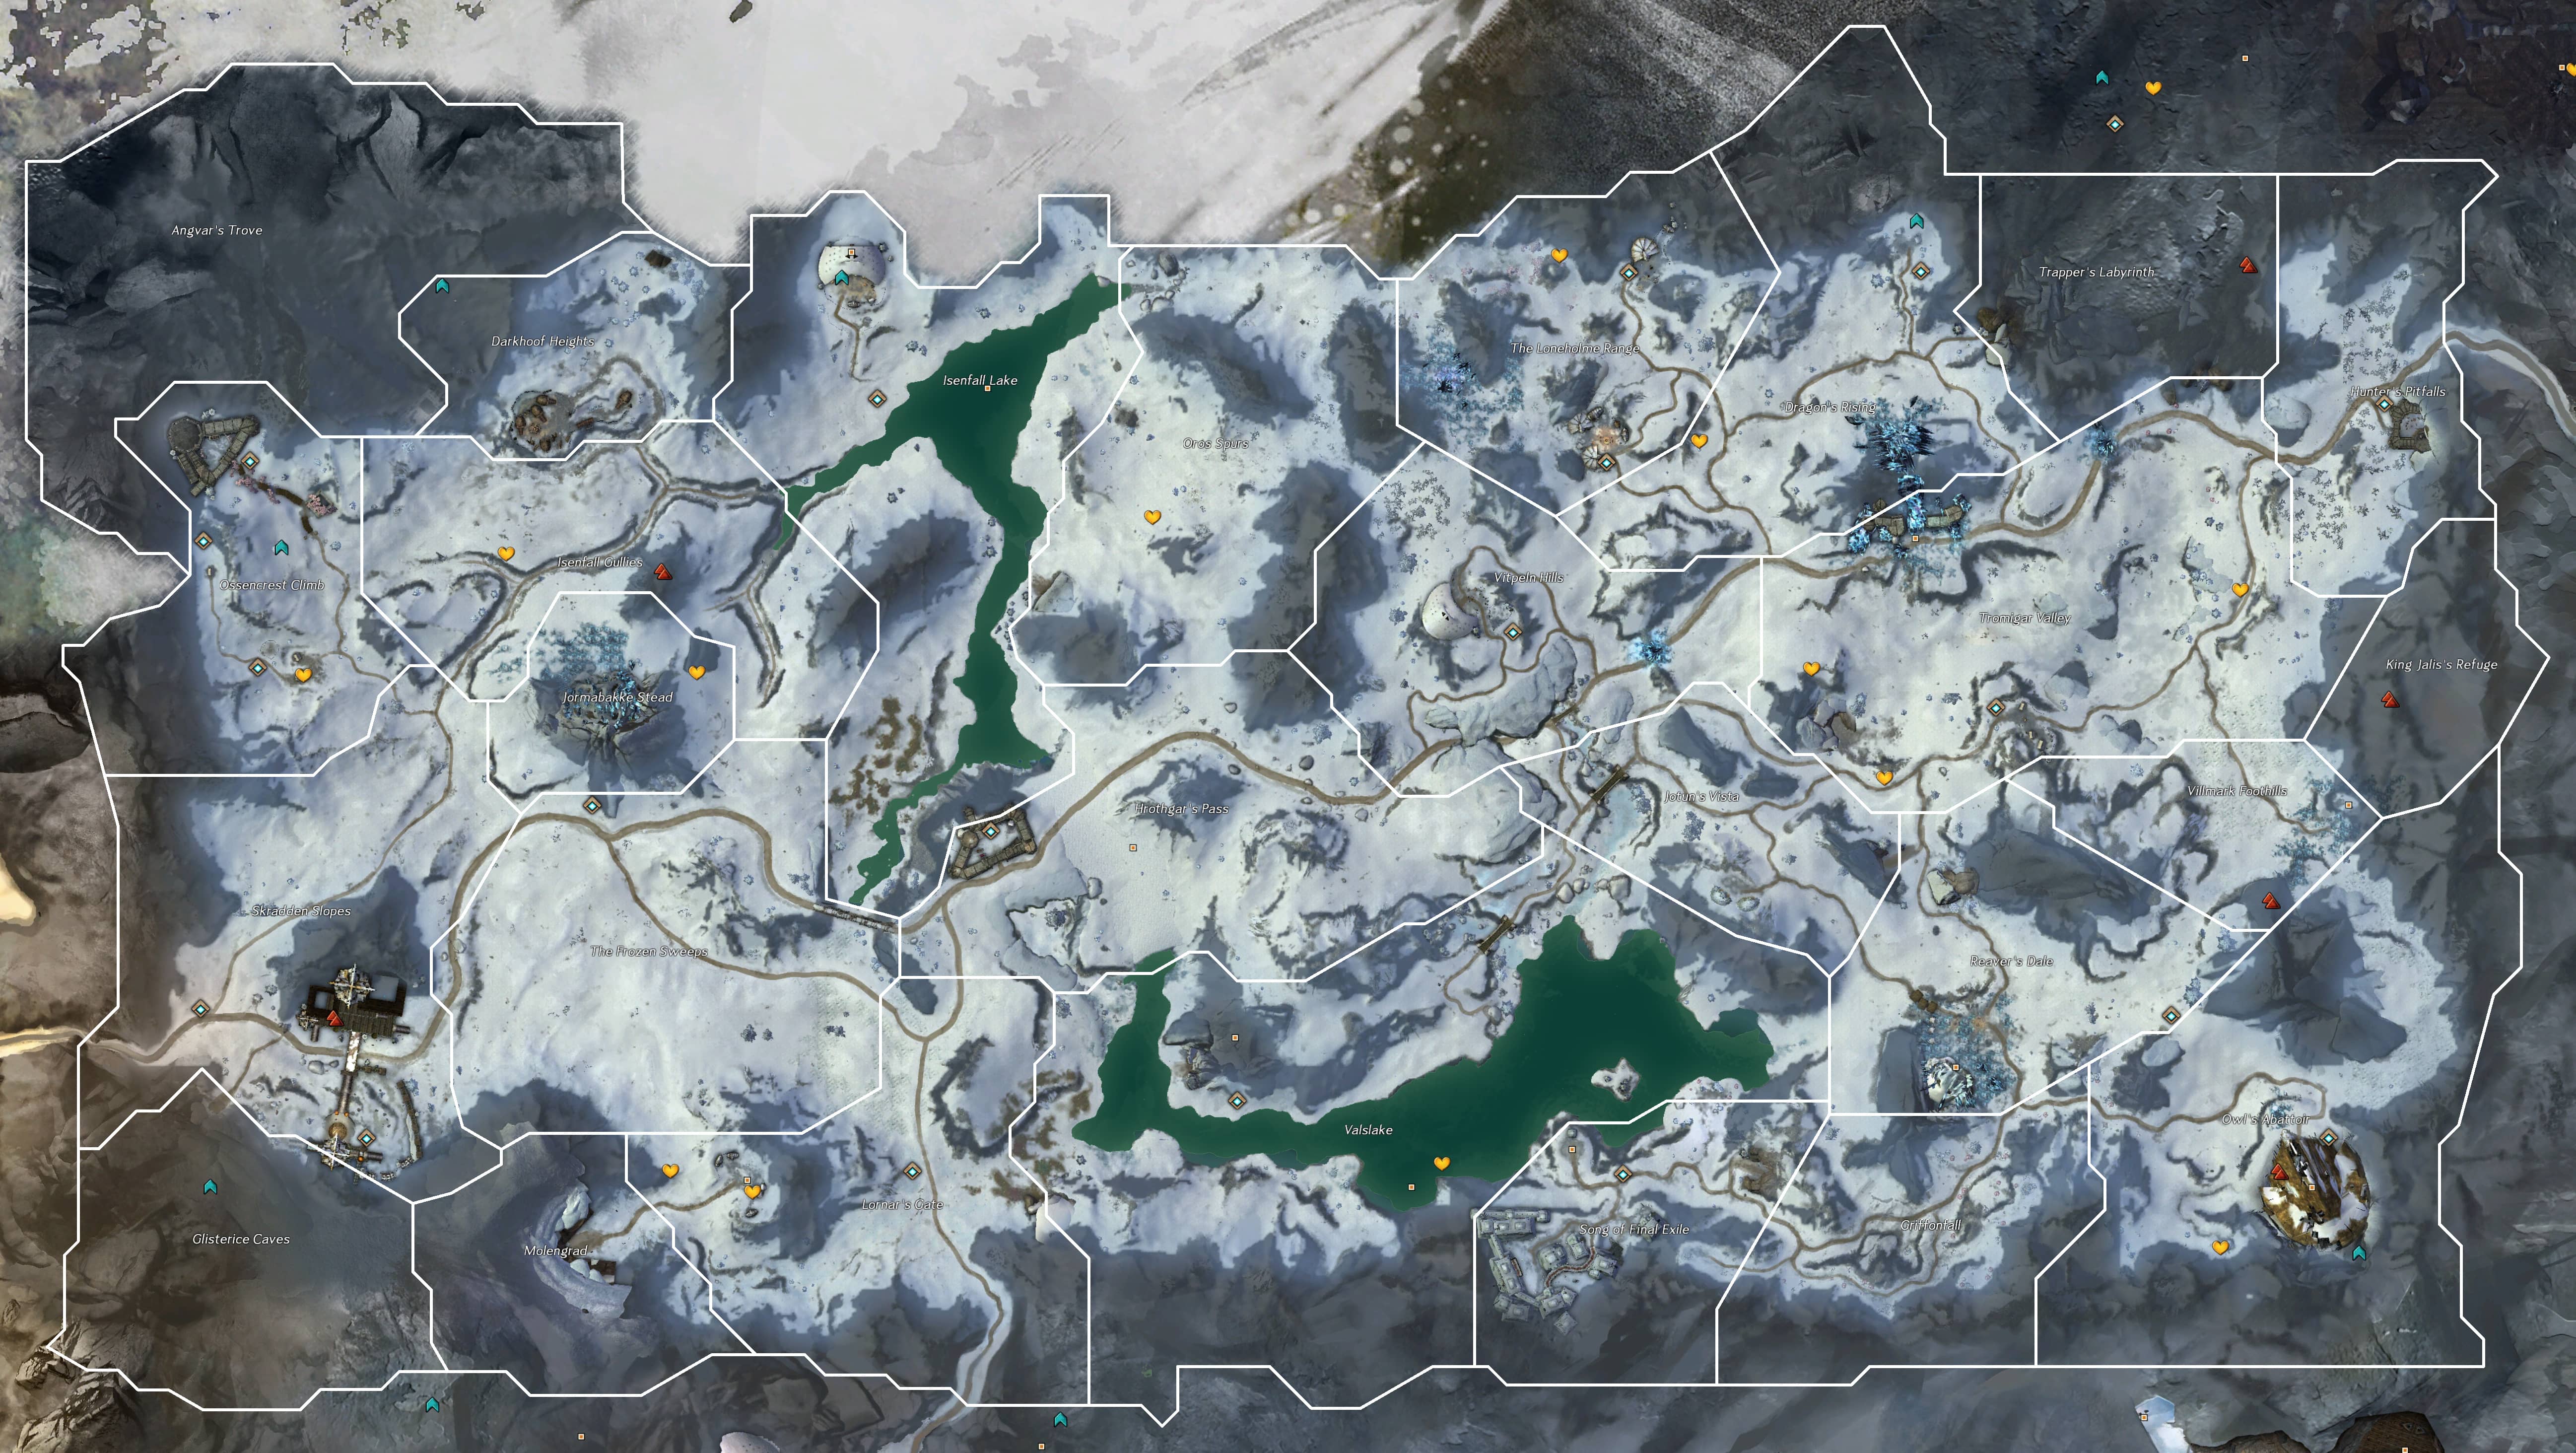 Angvar's Trove
Trapper's Labyrinth
Darkhoof Heights
The Loneholme Range
Isenfall Lake
Hunter's Pitfalls
Dragon's Rising
Oros Spurs
Isenfall Gullies
Vitpeln Hills
Ossencrest Climb
Tromigar Valley
King Jalis's Refuge
Jormabakke Stead
Villmark Foothills
Jotun's Vista
Hrothgar's Pass
Skradden Slopes
The Frozen Sweeps
Reaver's Dale
Owl's Abattoir
Valslake
Lornar's Gate
Griffonfall
Song of Final Exile
Glisterice Caves
Molengrad